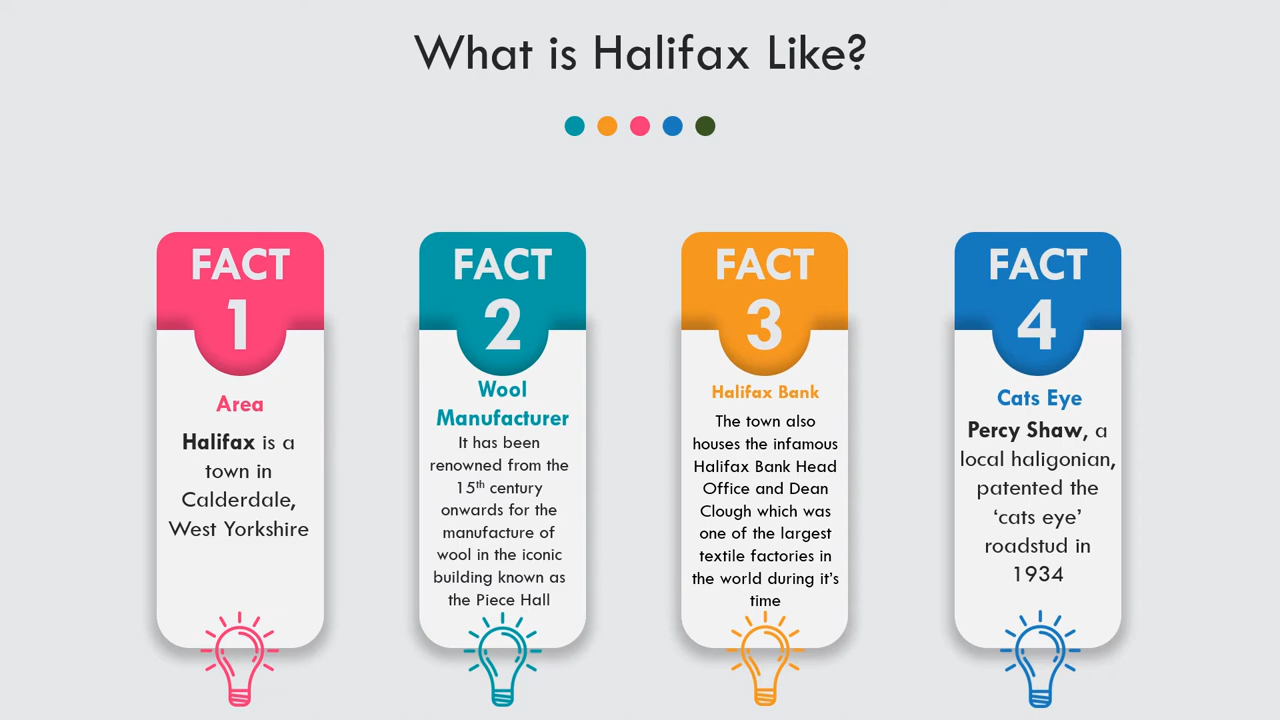 What is Halifax Like?
FACT
1
Area
Halifax is a
town in
Calderdale,
West Yorkshire
FACT
2
Wool
Manufacturer
It has been
renowned from the
15th century
onwards for the
manufacture of
wool in the iconic
building known as
the Piece Hall
FACT
3
Halifax Bank
The town also
houses the infamous
Halifax Bank Head
Office and Dean
Clough which was
one of the largest
textile factories in
the world during it’s
time
FACT
4
Cats Eye
Percy Shaw, a
local haligonian,
patented the
‘cats eye’
roadstud in
1934